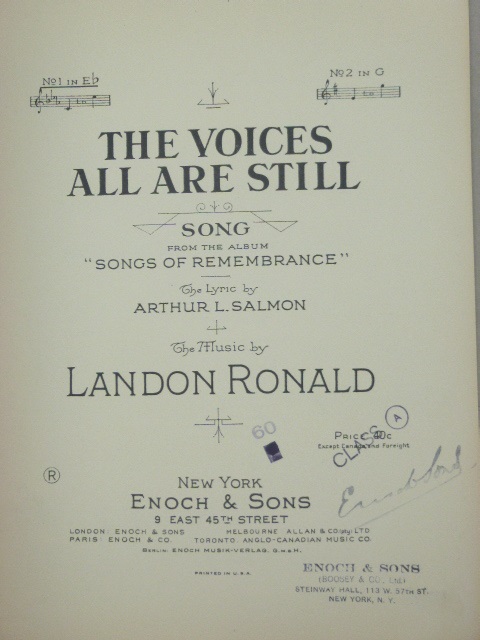 No1 IN E♭
No2 IN G
THE VOICES
ALL ARE STILL
SONG
FROM THE ALBUM
"SONGS OF REMEMBRANCE"
The Lyric by
ARTHUR L. SALMON
The Music by
LANDON RONALD
60
PRICE 40c
Except Canada and Foreign
CLASS A
R
NEW YORK
ENOCH & SONS
9 EAST 45TH STREET
LONDON: ENOCH & SONS MELBOURNE ALLAN & CO. LTD.
PARIS: ENOCH & CO. TORONTO: ANGLO-CANADIAN MUSIC CO.
BERLIN: ENOCH MUSIK-VERLAG, G.M.B.H.
PRINTED IN U.S.A.
ENOCH & SONS
(BOOSEY & CO., INC.)
STEINWAY HALL, 113 W. 57th ST.
NEW YORK, N. Y.